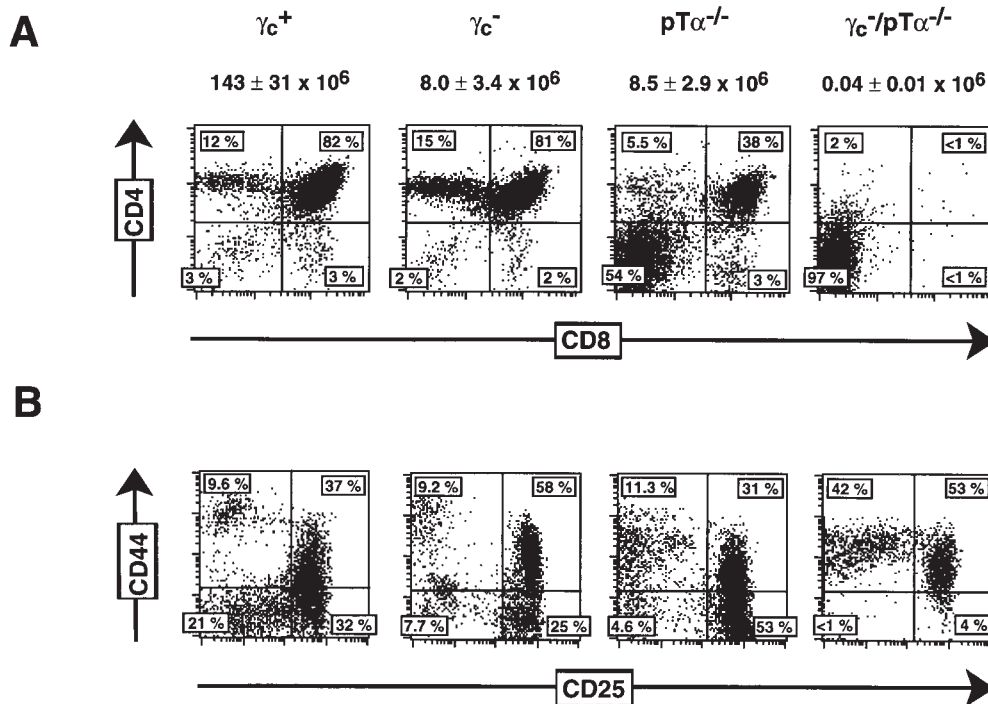 A
γc+ γc- pTα-/- γc-/pTα-/-
143 ± 31 x 10^6 8.0 ± 3.4 x 10^6 8.5 ± 2.9 x 10^6 0.04 ± 0.01 x 10^6
12 % 82 % 15 % 81 % 5.5 % 38 % 2 % <1 %
CD4
3 % 3 % 2 % 2 % 54 % 3 % 97 % <1 %
CD8
B
9.6 % 37 % 9.2 % 58 % 11.3 % 31 % 42 % 53 %
CD44
21 % 32 % 7.7 % 25 % 4.6 % 53 % <1 % 4 %
CD25